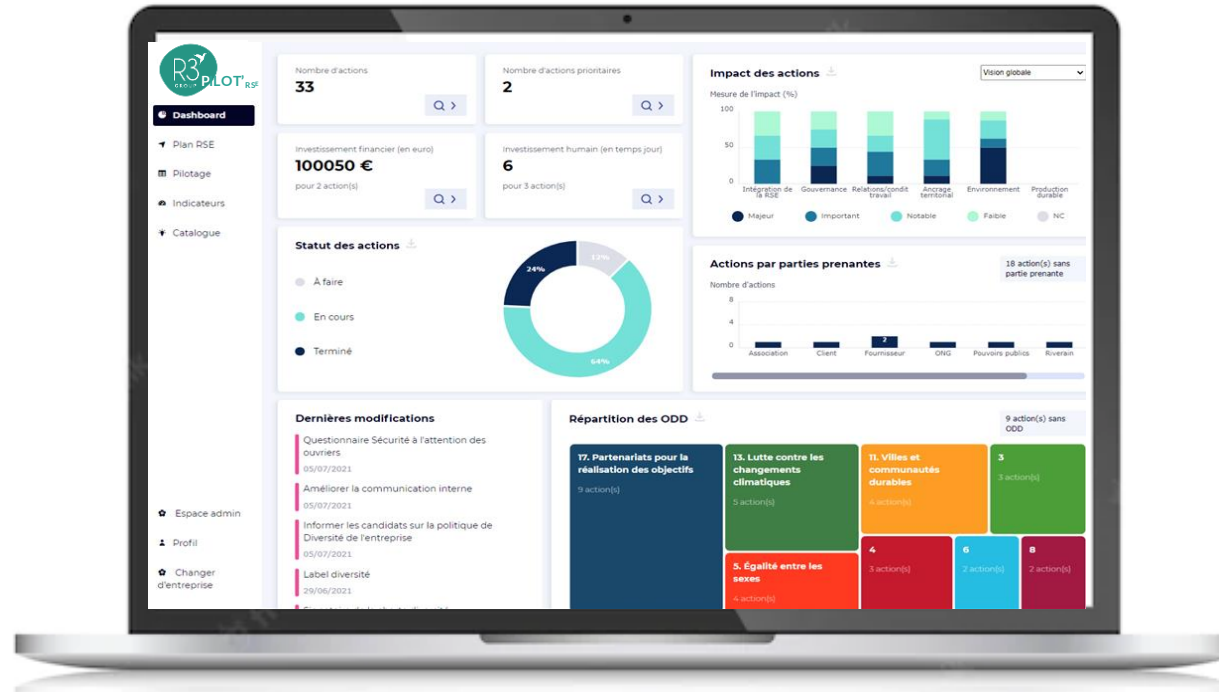 R3
GROUP
PILOT'RSE
Dashboard
Plan RSE
Pilotage
Indicateurs
Catalogue
Espace admin
Profil
Changer
d'entreprise
Nombre d'actions
33
Nombre d'actions prioritaires
2
Investissement financier (en euro)
100050 €
pour 2 action(s)
Investissement humain (en temps jour)
6
pour 3 action(s)
Statut des actions
À faire
En cours
Terminé
12%
24%
64%
Impact des actions
Vision globale
Mesure de l'impact (%)
100
50
0
Intégration de
la RSE
Gouvernance
Relations/condit
travail
Ancrage
territorial
Environnement
Production
durable
Majeur
Important
Notable
Faible
NC
Actions par parties prenantes
18 action(s) sans
partie prenante
Nombre d'actions
8
4
0
2
Association
Client
Fournisseur
ONG
Pouvoirs publics
Riverain
Dernières modifications
Questionnaire Sécurité à l'attention des
ouvriers
05/07/2021
Améliorer la communication interne
05/07/2021
Informer les candidats sur la politique de
Diversité de l'entreprise
05/07/2021
Label diversité
29/06/2021
Répartition des ODD
9 action(s) sans
ODD
17. Partenariats pour la
réalisation des objectifs
9 action(s)
13. Lutte contre les
changements
climatiques
5 action(s)
11. Villes et
communautés
durables
4 action(s)
3
3 action(s)
5. Égalité entre les
sexes
4 action(s)
4
3 action(s)
6
2 action(s)
8
2 action(s)